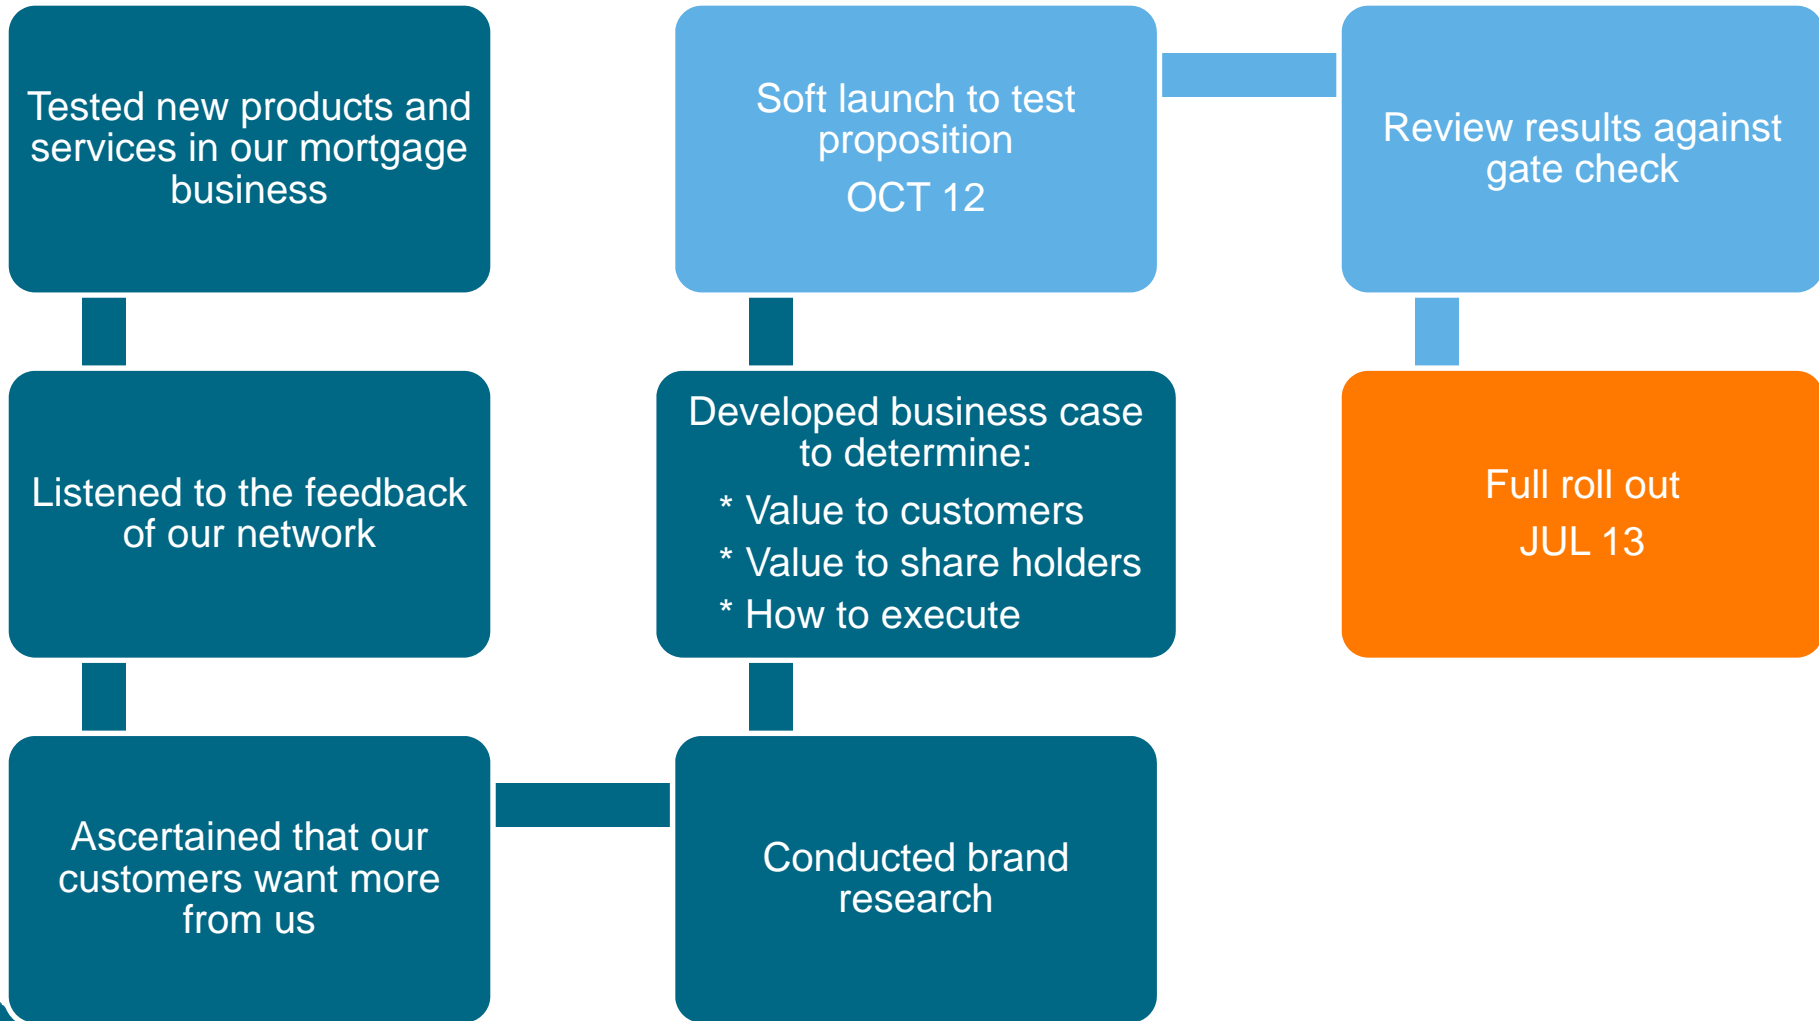 Tested new products and
services in our mortgage
business
Listened to the feedback
of our network
Ascertained that our
customers want more
from us
Conducted brand
research
Developed business case
to determine:
* Value to customers
* Value to share holders
* How to execute
Soft launch to test
proposition
OCT 12
Review results against
gate check
Full roll out
JUL 13